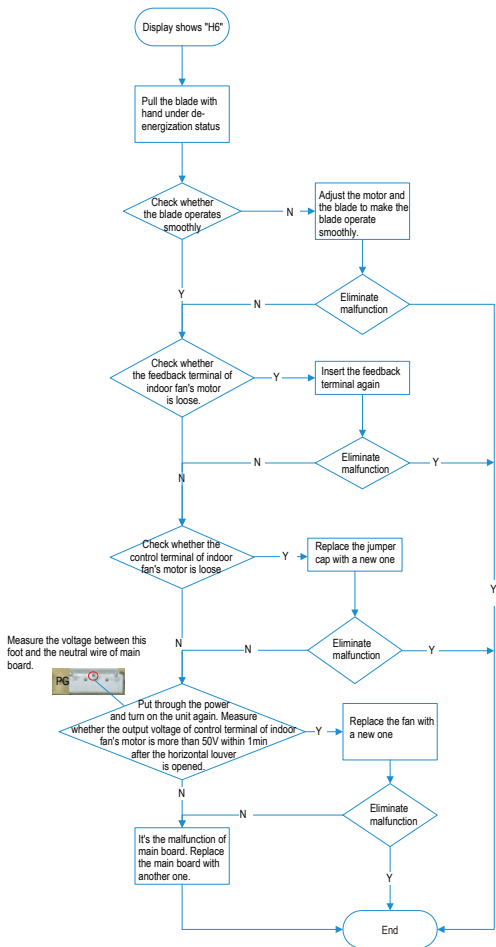 Display shows "H6"
Pull the blade with
hand under de-
energization status
Check whether
the blade operates
smoothly
N
Adjust the motor and
the blade to make the
blade operate
smoothly.
Y
N
Eliminate
malfunction
Check whether
the feedback terminal of
indoor fan's motor
is loose.
Y
Insert the feedback
terminal again
N
Eliminate
malfunction
Y
N
Check whether the
control terminal of indoor
fan's motor is loose
Y
Replace the jumper
cap with a new one
Y
N
N
Eliminate
malfunction
Y
Measure the voltage between this
foot and the neutral wire of main
board.
PG
Put through the power
and turn on the unit again. Measure
whether the output voltage of control terminal of indoor
fan's motor is more than 50V within 1min
after the horizontal louver
is opened.
Y
Replace the fan with
a new one
N
N
Eliminate
malfunction
It's the malfunction of
main board. Replace
the main board with
another one.
Y
End